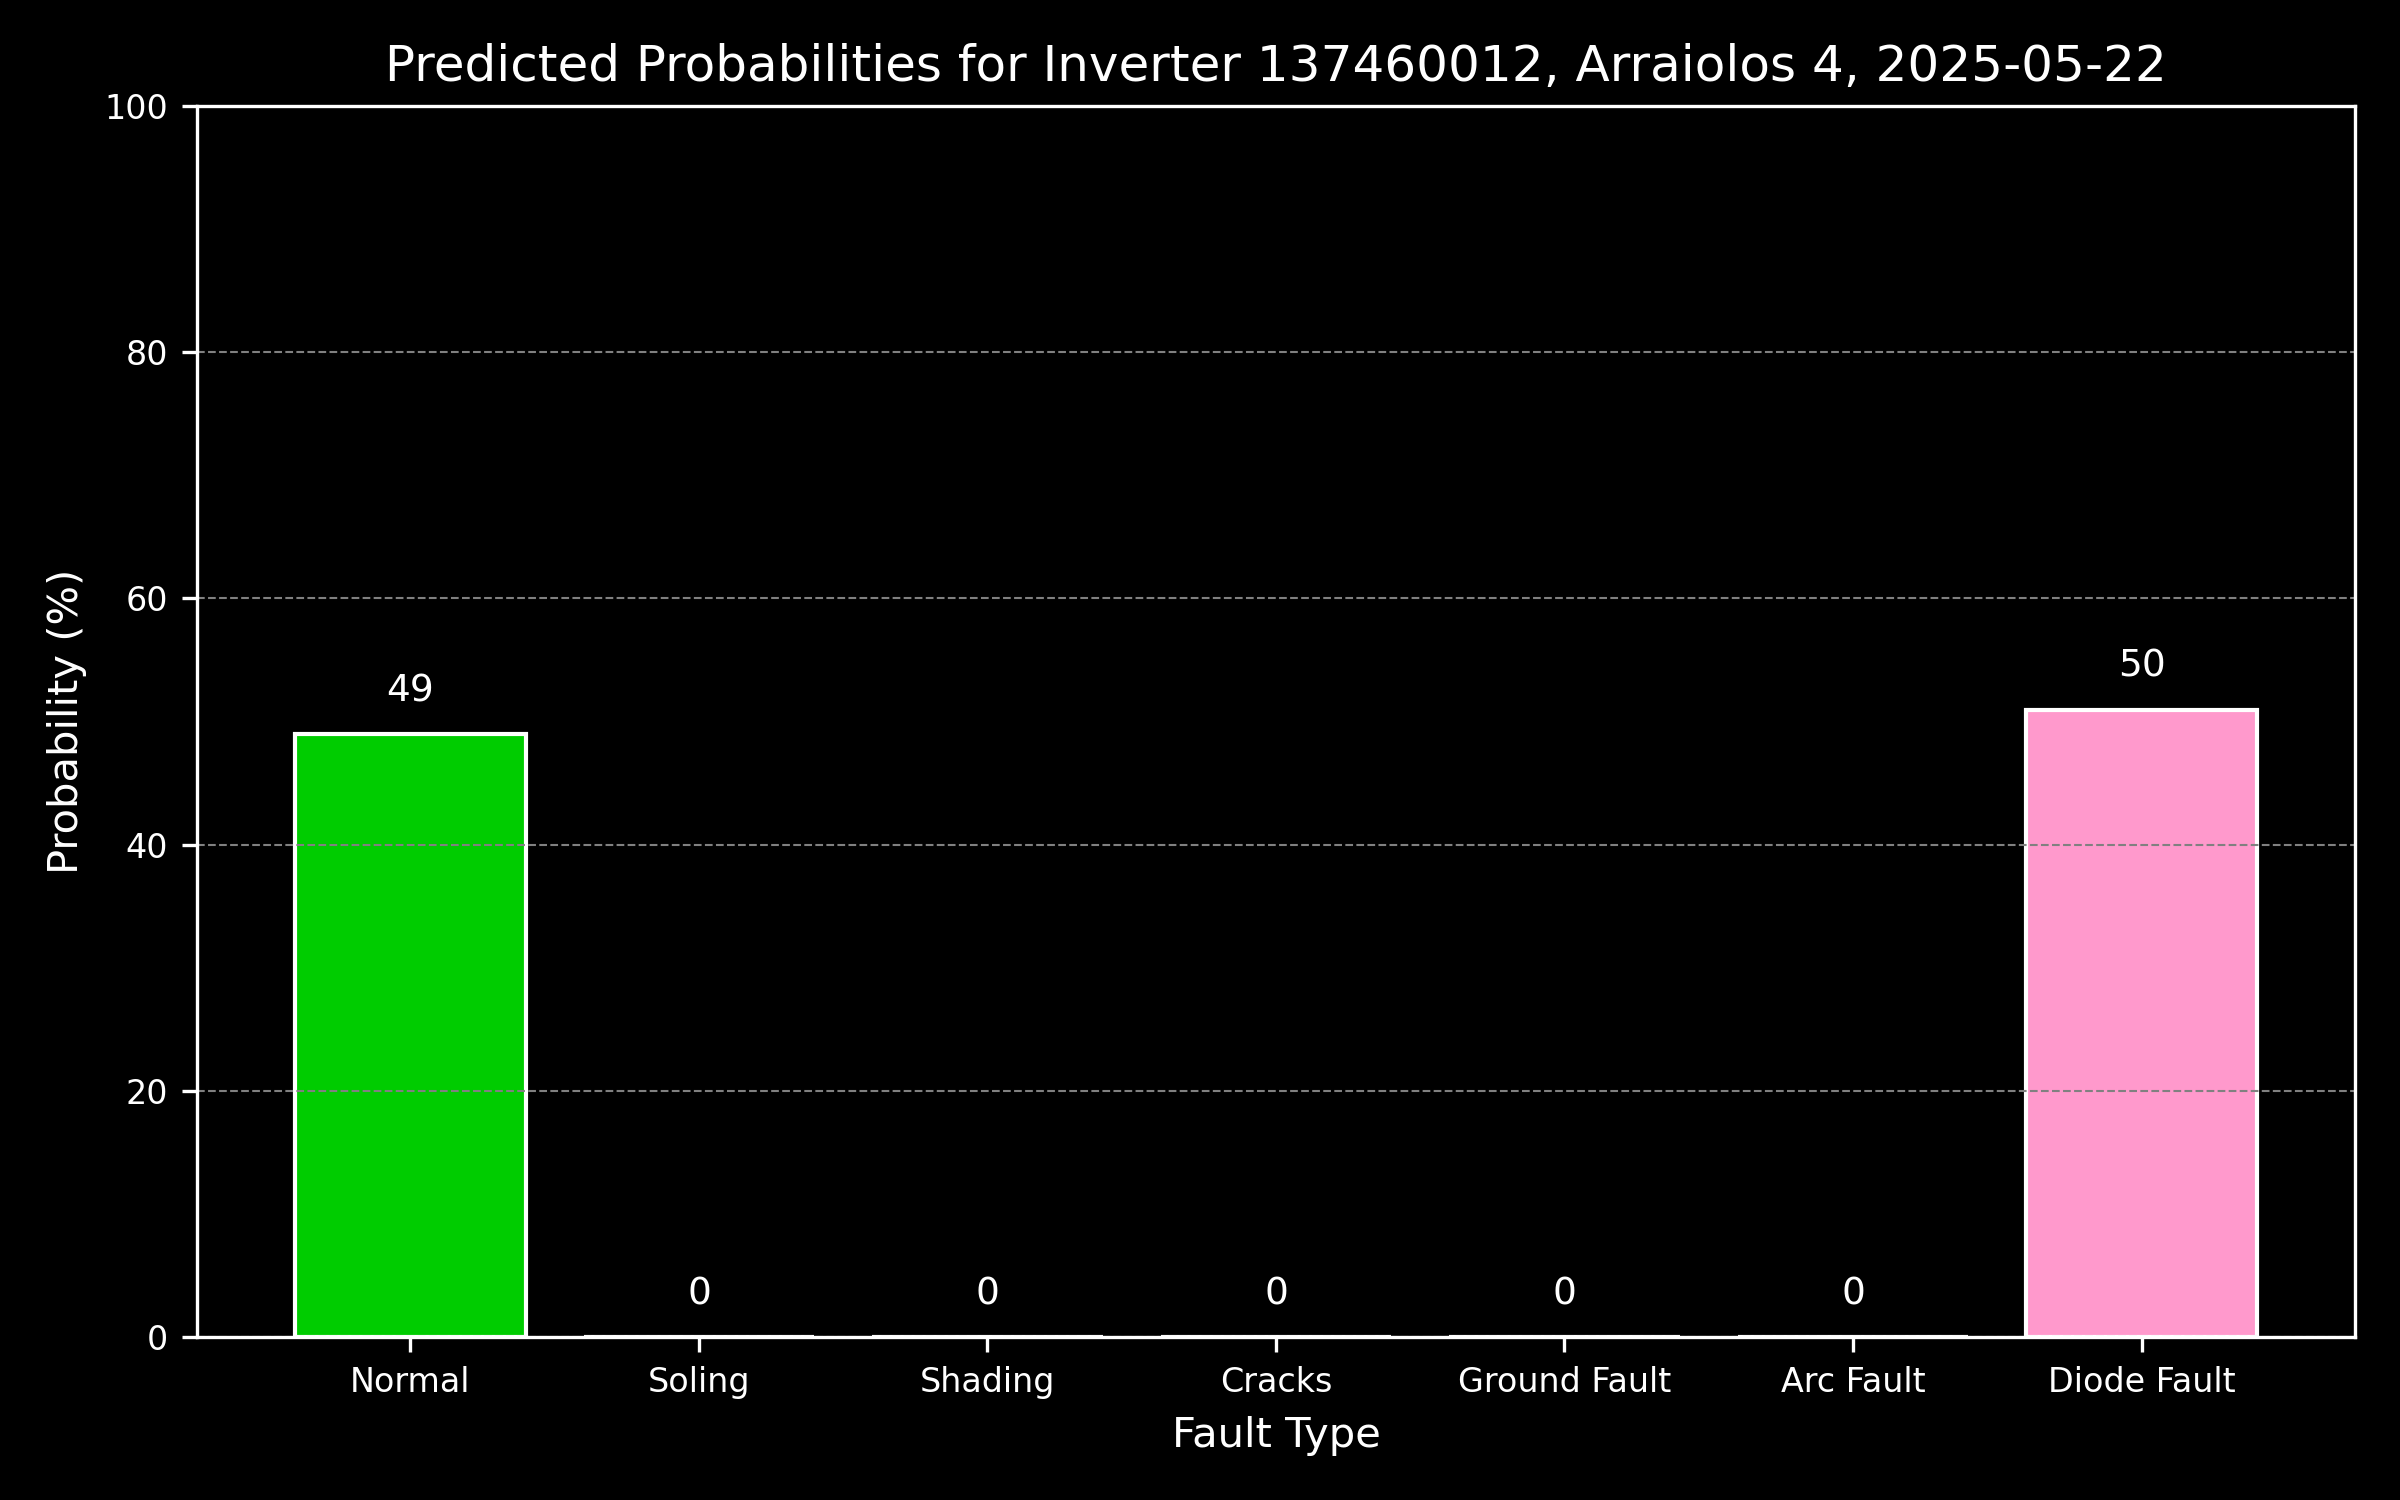 Predicted Probabilities for Inverter 137460012, Arraiolos 4, 2025-05-22
100
80
60
40
20
0
Probability (%)
49
0
0
0
0
0
50
Normal
Soling
Shading
Cracks
Ground Fault
Arc Fault
Diode Fault
Fault Type